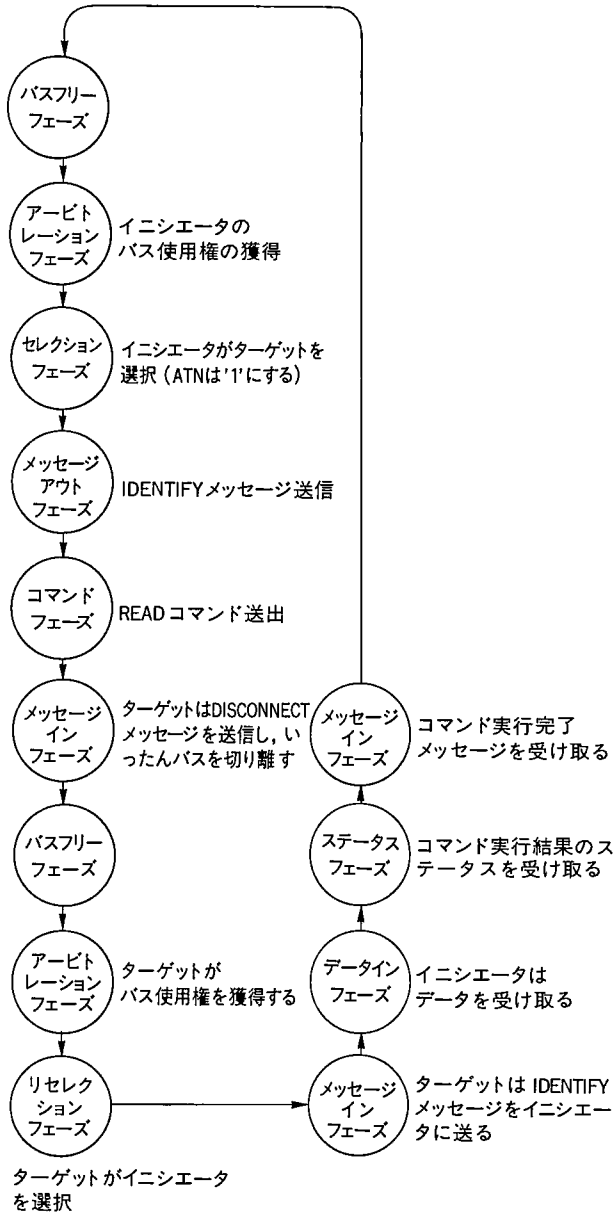 バスフリー
フェーズ
アービト
レーション
フェーズ
イニシエータの
バス使用権の獲得
セレクション
フェーズ
イニシエータがターゲットを
選択（ATNは'1'にする）
メッセージ
アウト
フェーズ
IDENTIFYメッセージ送信
コマンド
フェーズ
READコマンド送出
メッセージ
イン
フェーズ
ターゲットはDISCONNECT
メッセージを送信し，い
ったんバスを切り離す
バスフリー
フェーズ
アービト
レーション
フェーズ
ターゲットが
バス使用権を獲得する
リセレク
ション
フェーズ
ターゲットがイニシエータ
を選択
メッセージ
イン
フェーズ
ターゲットは IDENTIFY
メッセージをイニシエー
タに送る
データイン
フェーズ
イニシエータは
データを受け取る
ステータス
フェーズ
コマンド実行結果のス
テータスを受け取る
メッセージ
イン
フェーズ
コマンド実行完了
メッセージを受け取る